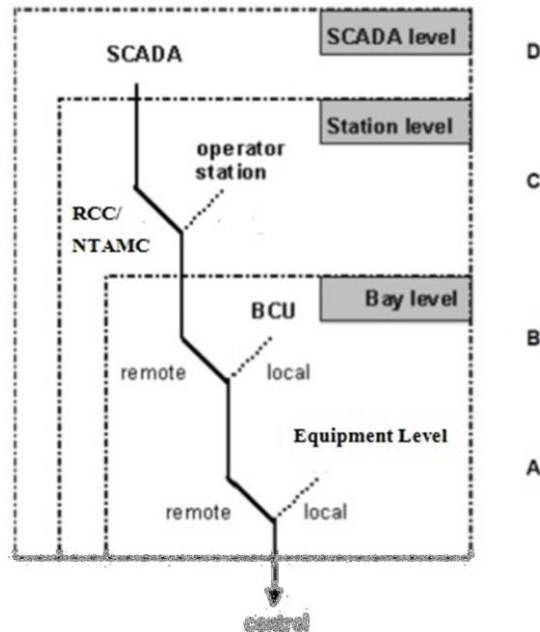 SCADA level
D
SCADA
Station level
operator
station
C
RCC/
NTAMC
Bay level
BCU
B
remote
local
Equipment Level
A
remote
local
control